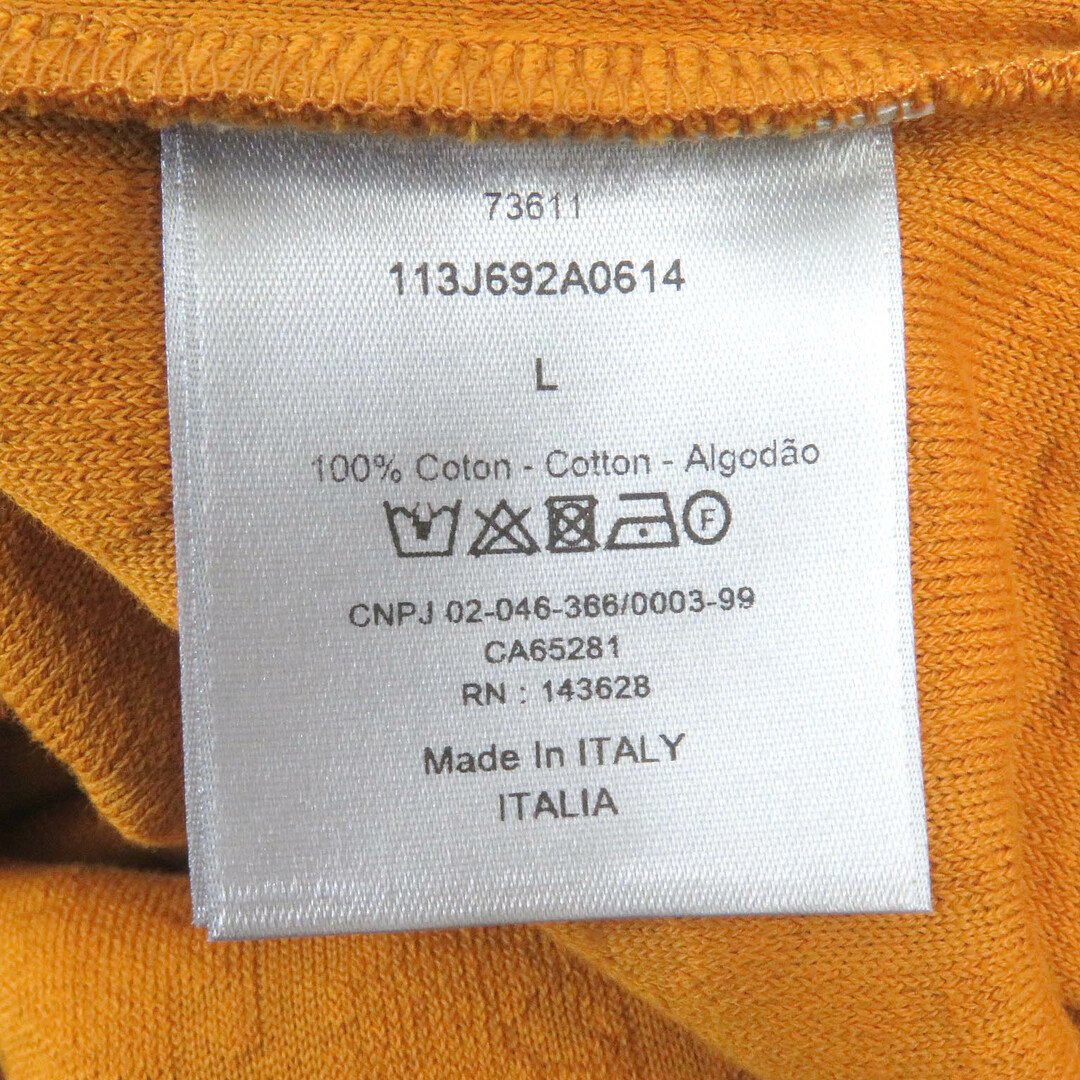 73611
113J692A0614
L
100% Coton - Cotton - Algodão
F
CNPJ 02-046-366/0003-99
CA65281
RN : 143628
Made In ITALY
ITALIA